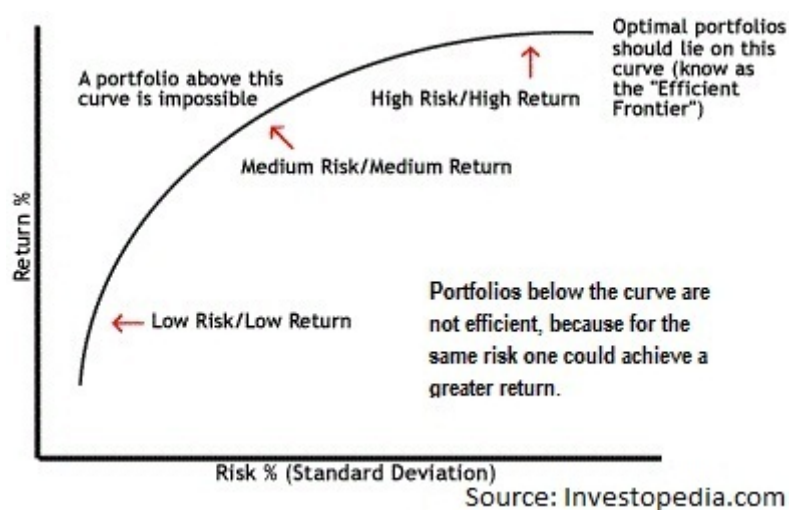 Optimal portfolios
should lie on this
curve (know as
the "Efficient
Frontier")
A portfolio above this
curve is impossible
High Risk/High Return
Medium Risk/Medium Return
Return %
Low Risk/Low Return
Portfolios below the curve are
not efficient, because for the
same risk one could achieve a
greater return.
Risk % (Standard Deviation)
Source: Investopedia.com